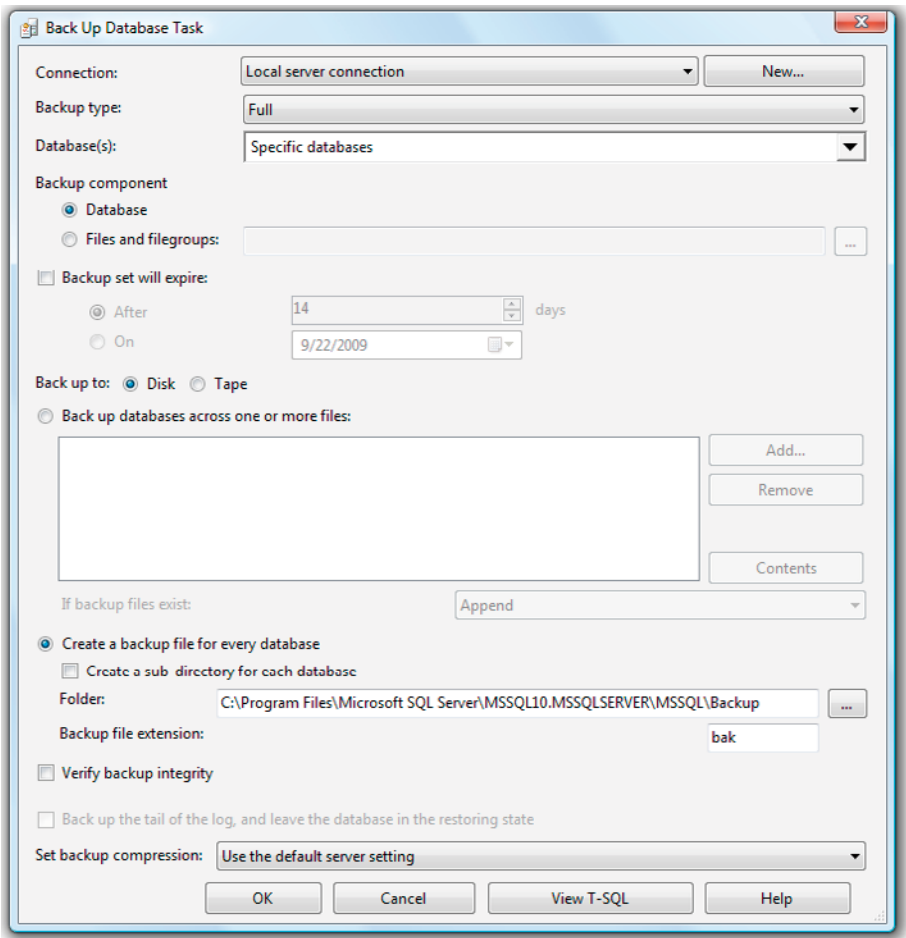 Back Up Database Task
Connection: Local server connection New...
Backup type: Full
Database(s): Specific databases
Backup component
Database
Files and filegroups: ...
Backup set will expire:
After 14 days
On 9/22/2009
Back up to: Disk Tape
Back up databases across one or more files:
Add...
Remove
Contents
If backup files exist: Append
Create a backup file for every database
Create a sub-directory for each database
Folder: C:\Program Files\Microsoft SQL Server\MSSQL10.MSSQLSERVER\MSSQL\Backup ...
Backup file extension: bak
Verify backup integrity
Back up the tail of the log, and leave the database in the restoring state
Set backup compression: Use the default server setting
OK Cancel View T-SQL Help